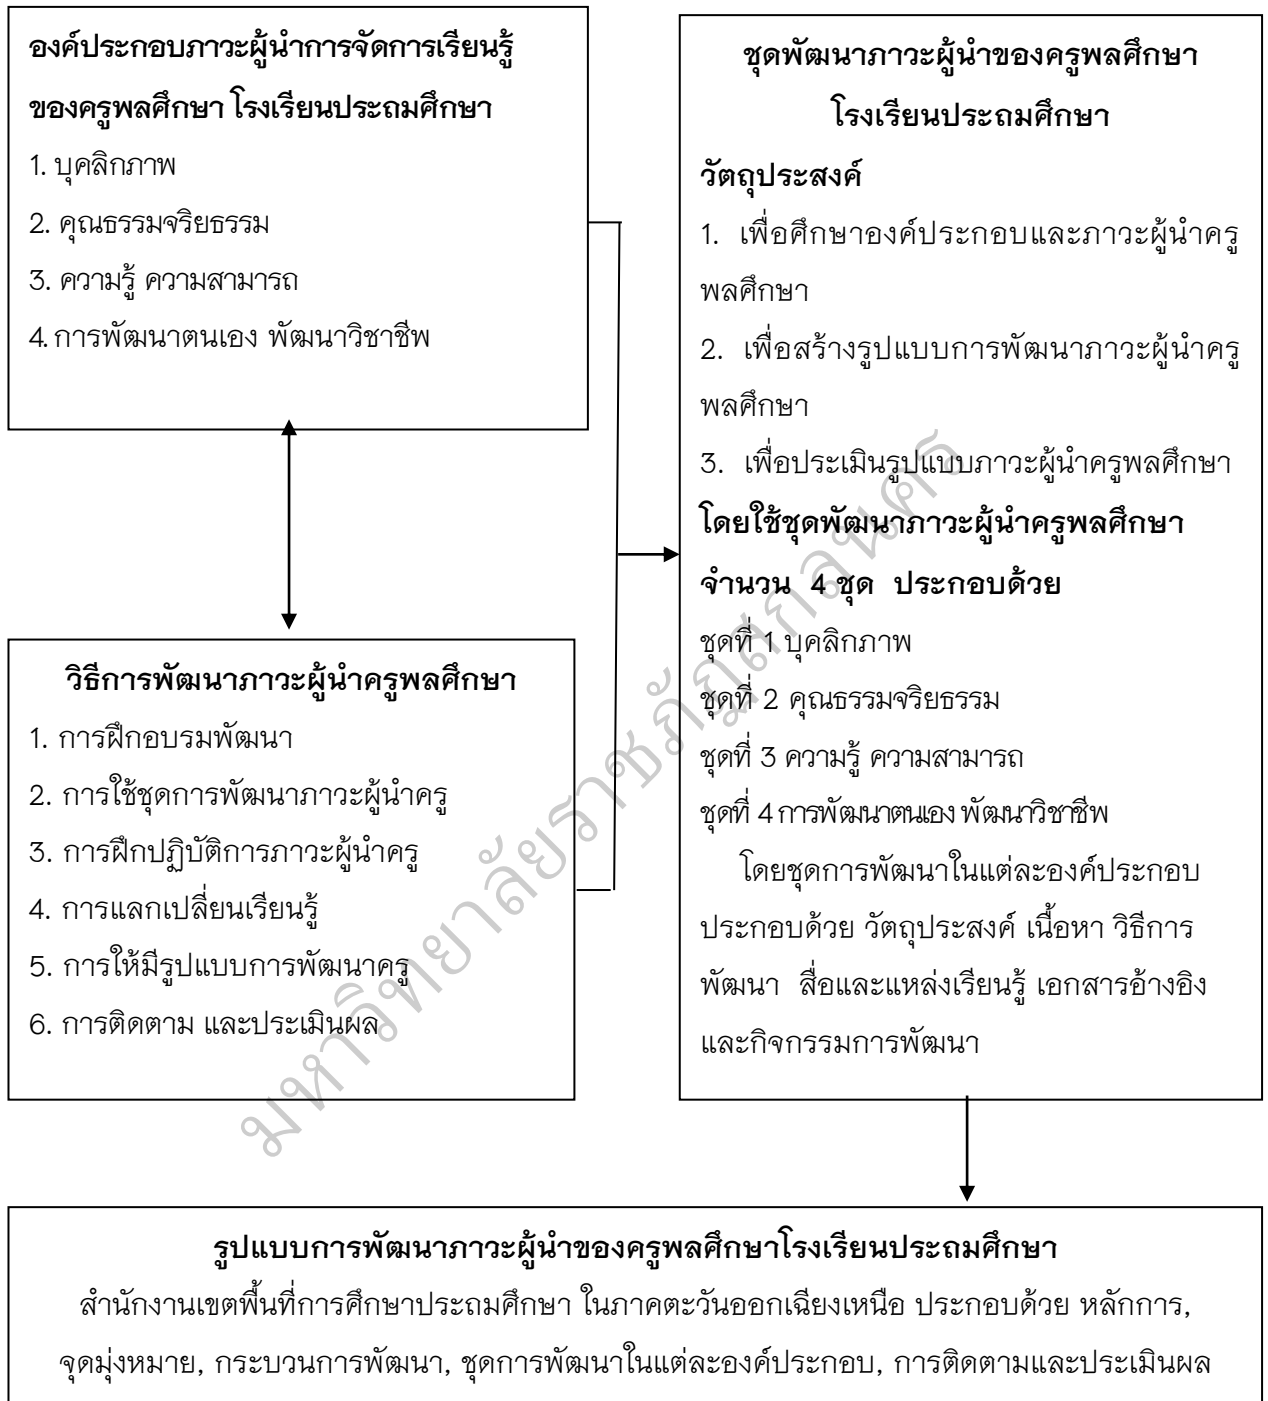 องค์ประกอบภาวะผู้นำการจัดการเรียนรู้
ของครูพลศึกษา โรงเรียนประถมศึกษา
1. บุคลิกภาพ
2. คุณธรรมจริยธรรม
3. ความรู้ ความสามารถ
4. การพัฒนาตนเอง พัฒนาวิชาชีพ
วิธีการพัฒนาภาวะผู้นำครูพลศึกษา
1. การฝึกอบรมพัฒนา
2. การใช้ชุดการพัฒนาภาวะผู้นำครู
3. การฝึกปฏิบัติการภาวะผู้นำครู
4. การแลกเปลี่ยนเรียนรู้
5. การให้มีรูปแบบการพัฒนาครู
6. การติดตาม และประเมินผล
ชุดพัฒนาภาวะผู้นำของครูพลศึกษา
โรงเรียนประถมศึกษา
วัตถุประสงค์
1. เพื่อศึกษาองค์ประกอบและภาวะผู้นำครู
พลศึกษา
2. เพื่อสร้างรูปแบบการพัฒนาภาวะผู้นำครู
พลศึกษา
3. เพื่อประเมินรูปแบบภาวะผู้นำครูพลศึกษา
โดยใช้ชุดพัฒนาภาวะผู้นำครูพลศึกษา
จำนวน 4 ชุด ประกอบด้วย
ชุดที่ 1 บุคลิกภาพ
ชุดที่ 2 คุณธรรมจริยธรรม
ชุดที่ 3 ความรู้ ความสามารถ
ชุดที่ 4 การพัฒนาตนเอง พัฒนาวิชาชีพ
โดยชุดการพัฒนาในแต่ละองค์ประกอบ
ประกอบด้วย วัตถุประสงค์ เนื้อหา วิธีการ
พัฒนา สื่อและแหล่งเรียนรู้ เอกสารอ้างอิง
และกิจกรรมการพัฒนา
รูปแบบการพัฒนาภาวะผู้นำของครูพลศึกษาโรงเรียนประถมศึกษา
สำนักงานเขตพื้นที่การศึกษาประถมศึกษา ในภาคตะวันออกเฉียงเหนือ ประกอบด้วย หลักการ,
จุดมุ่งหมาย, กระบวนการพัฒนา, ชุดการพัฒนาในแต่ละองค์ประกอบ, การติดตามและประเมินผล
มหาวิทยาลัยราชภัฏสกลนคร